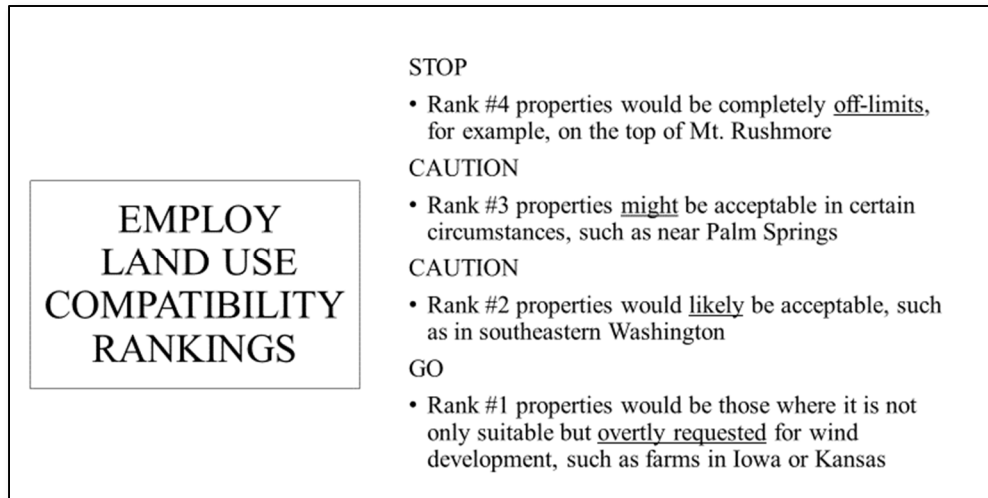 EMPLOY
LAND USE
COMPATIBILITY
RANKINGS
STOP
• Rank #4 properties would be completely off-limits,
for example, on the top of Mt. Rushmore
CAUTION
• Rank #3 properties might be acceptable in certain
circumstances, such as near Palm Springs
CAUTION
• Rank #2 properties would likely be acceptable, such
as in southeastern Washington
GO
• Rank #1 properties would be those where it is not
only suitable but overtly requested for wind
development, such as farms in Iowa or Kansas